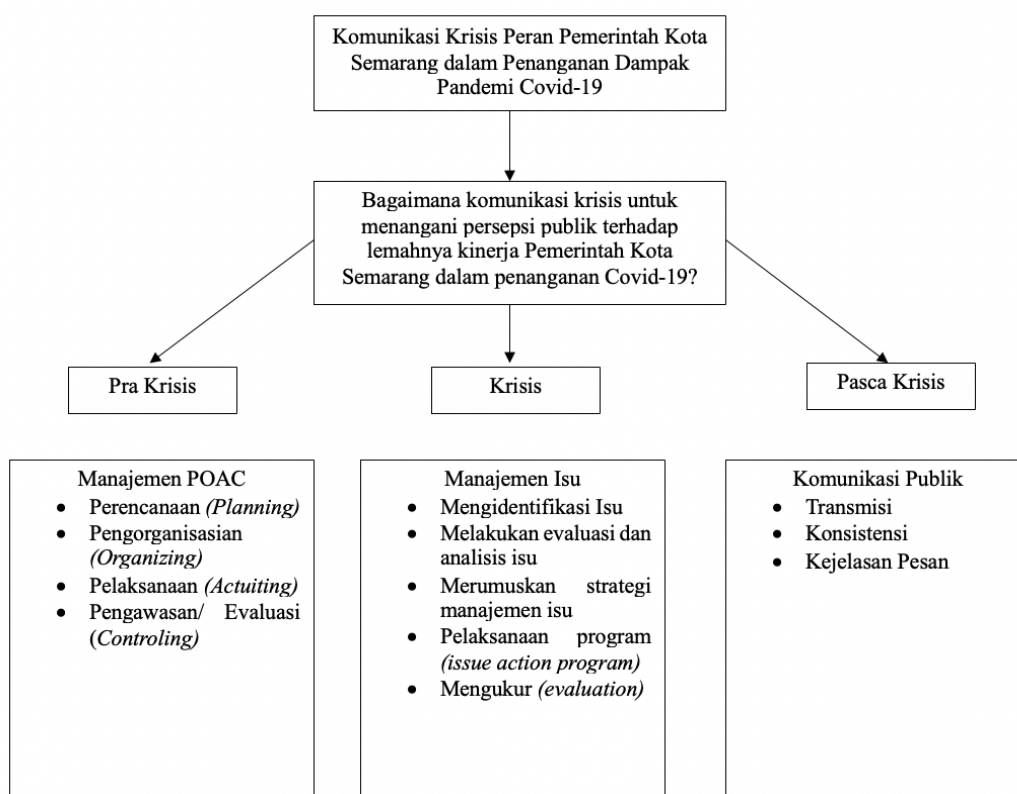 Komunikasi Krisis Peran Pemerintah Kota
Semarang dalam Penanganan Dampak
Pandemi Covid-19
Bagaimana komunikasi krisis untuk
menangani persepsi publik terhadap
lemahnya kinerja Pemerintah Kota
Semarang dalam penanganan Covid-19?
Pra Krisis
Krisis
Pasca Krisis
Manajemen POAC
• Perencanaan (Planning)
• Pengorganisasian
(Organizing)
• Pelaksanaan (Actuiting)
• Pengawasan/ Evaluasi
(Controling)
Manajemen Isu
• Mengidentifikasi Isu
• Melakukan evaluasi dan
analisis isu
• Merumuskan strategi
manajemen isu
• Pelaksanaan program
(issue action program)
• Mengukur (evaluation)
Komunikasi Publik
• Transmisi
• Konsistensi
• Kejelasan Pesan